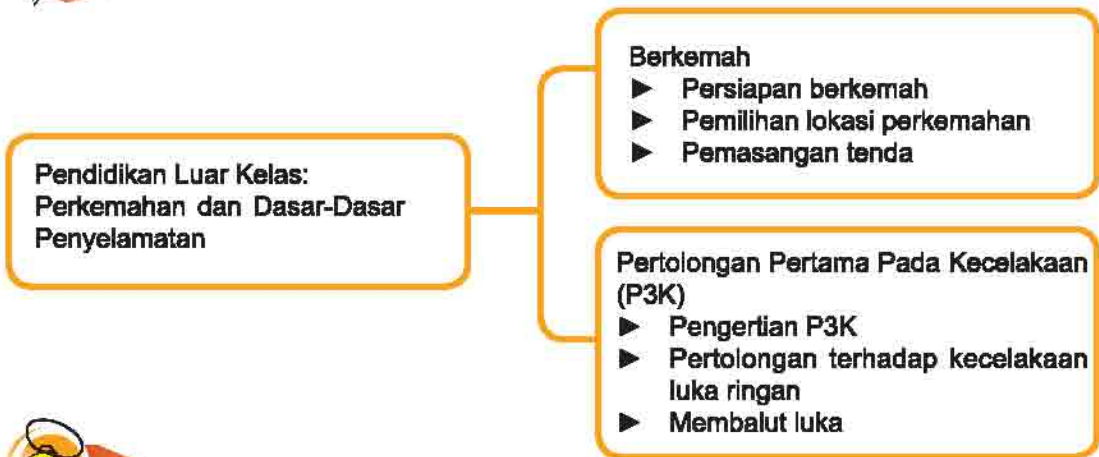 Pendidikan Luar Kelas:
Perkemahan dan Dasar-Dasar
Penyelamatan
Berkemah
► Persiapan berkemah
► Pemilihan lokasi perkemahan
► Pemasangan tenda
Pertolongan Pertama Pada Kecelakaan
(P3K)
► Pengertian P3K
► Pertolongan terhadap kecelakaan
luka ringan
► Membalut luka